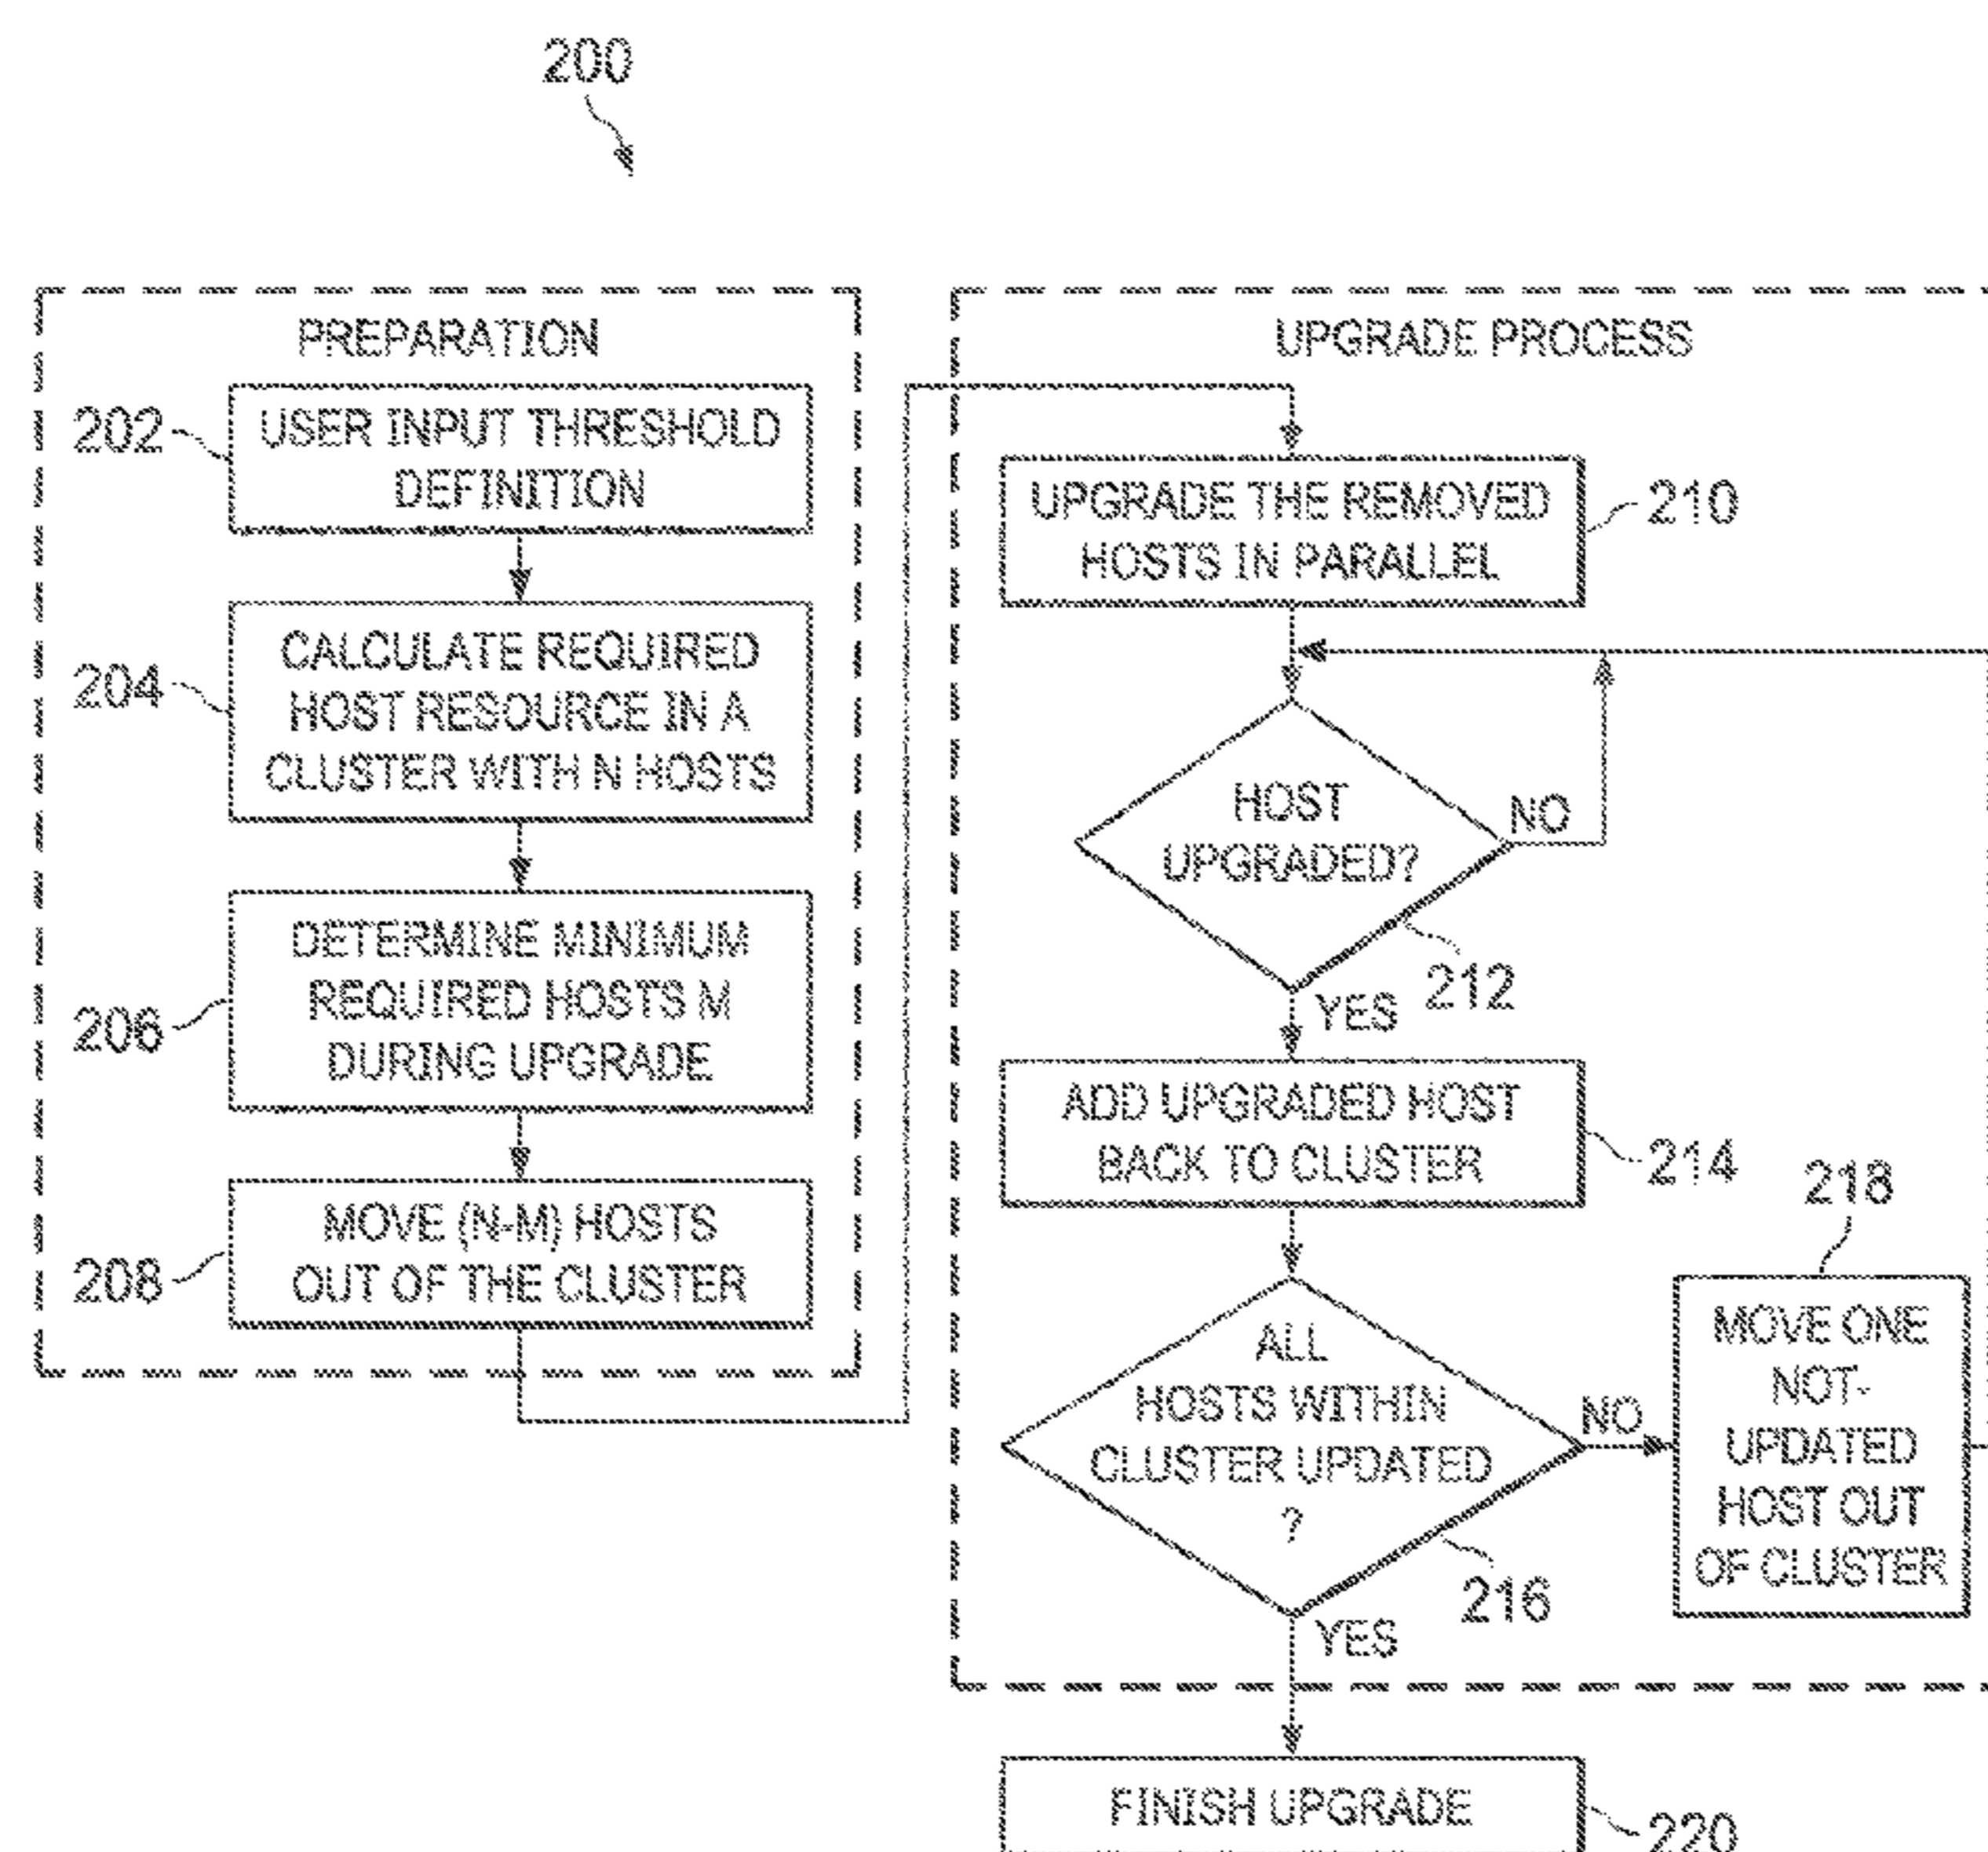 200
PREPARATION
202
USER INPUT THRESHOLD
DEFINITION
204
CALCULATE REQUIRED
HOST RESOURCE IN A
CLUSTER WITH N HOSTS
206
DETERMINE MINIMUM
REQUIRED HOSTS M
DURING UPGRADE
208
MOVE (N-M) HOSTS
OUT OF THE CLUSTER
UPGRADE PROCESS
UPGRADE THE REMOVED
HOSTS IN PARALLEL
210
HOST
UPGRADED?
NO
212
YES
ADD UPGRADED HOST
BACK TO CLUSTER
214
ALL
HOSTS WITHIN
CLUSTER UPDATED
?
NO
216
YES
218
MOVE ONE
NOT-
UPDATED
HOST OUT
OF CLUSTER
FINISH UPGRADE
220